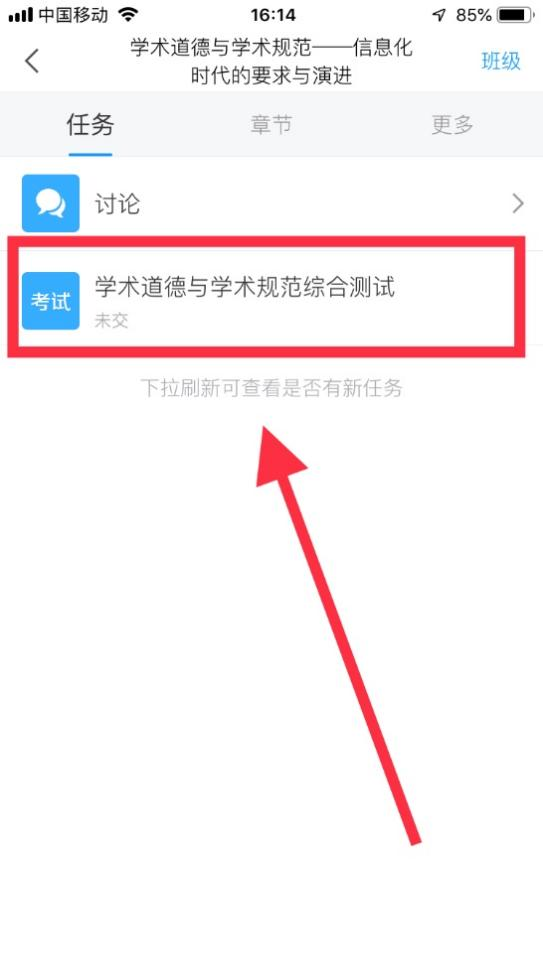 中国移动
16:14
85%
学术道德与学术规范——信息化
时代的要求与演进
班级
任务
章节
更多
讨论
考试
学术道德与学术规范综合测试
未交
下拉刷新可查看是否有新任务